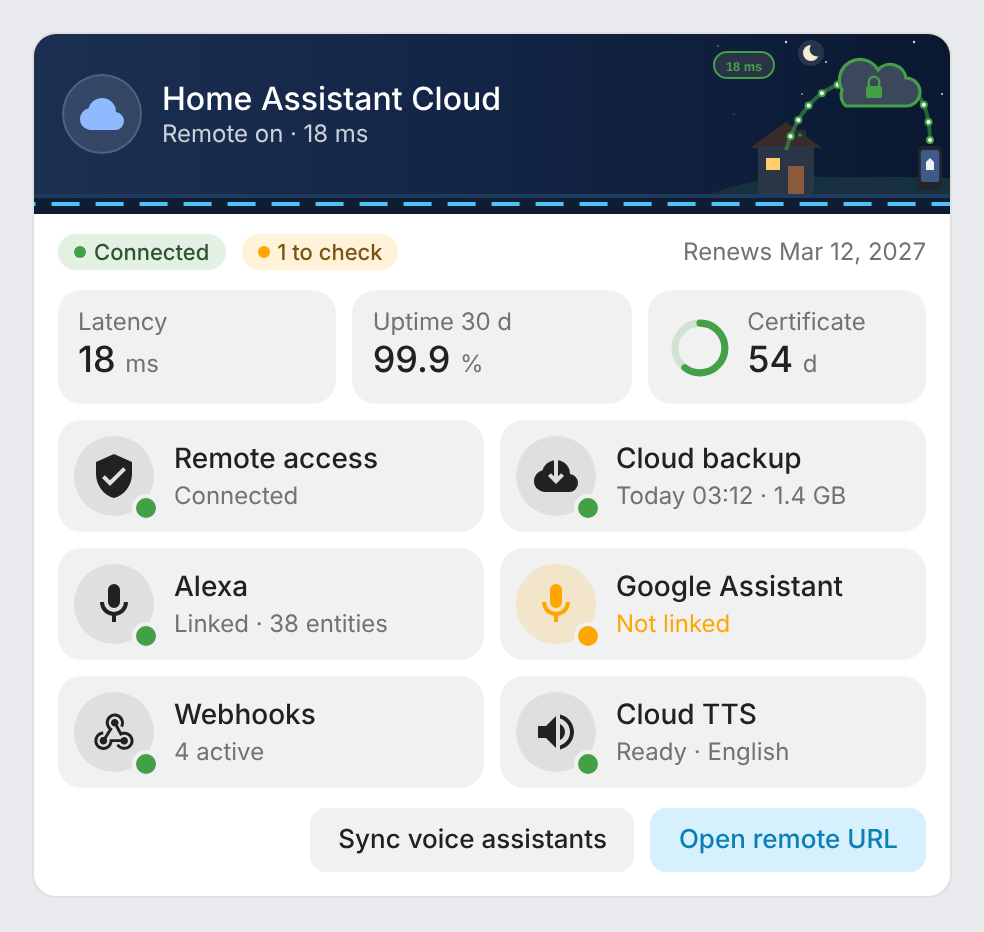 Home Assistant Cloud
Remote on · 18 ms
18 ms
Connected
1 to check
Renews Mar 12, 2027
Latency
18 ms
Uptime 30 d
99.9 %
Certificate
54 d
Remote access
Connected
Cloud backup
Today 03:12 · 1.4 GB
Alexa
Linked · 38 entities
Google Assistant
Not linked
Webhooks
4 active
Cloud TTS
Ready · English
Sync voice assistants
Open remote URL